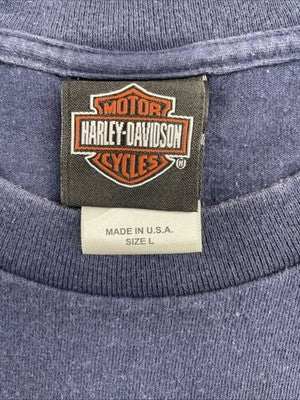 MOTOR
HARLEY-DAVIDSON
CYCLES
®
MADE IN U.S.A.
SIZE L